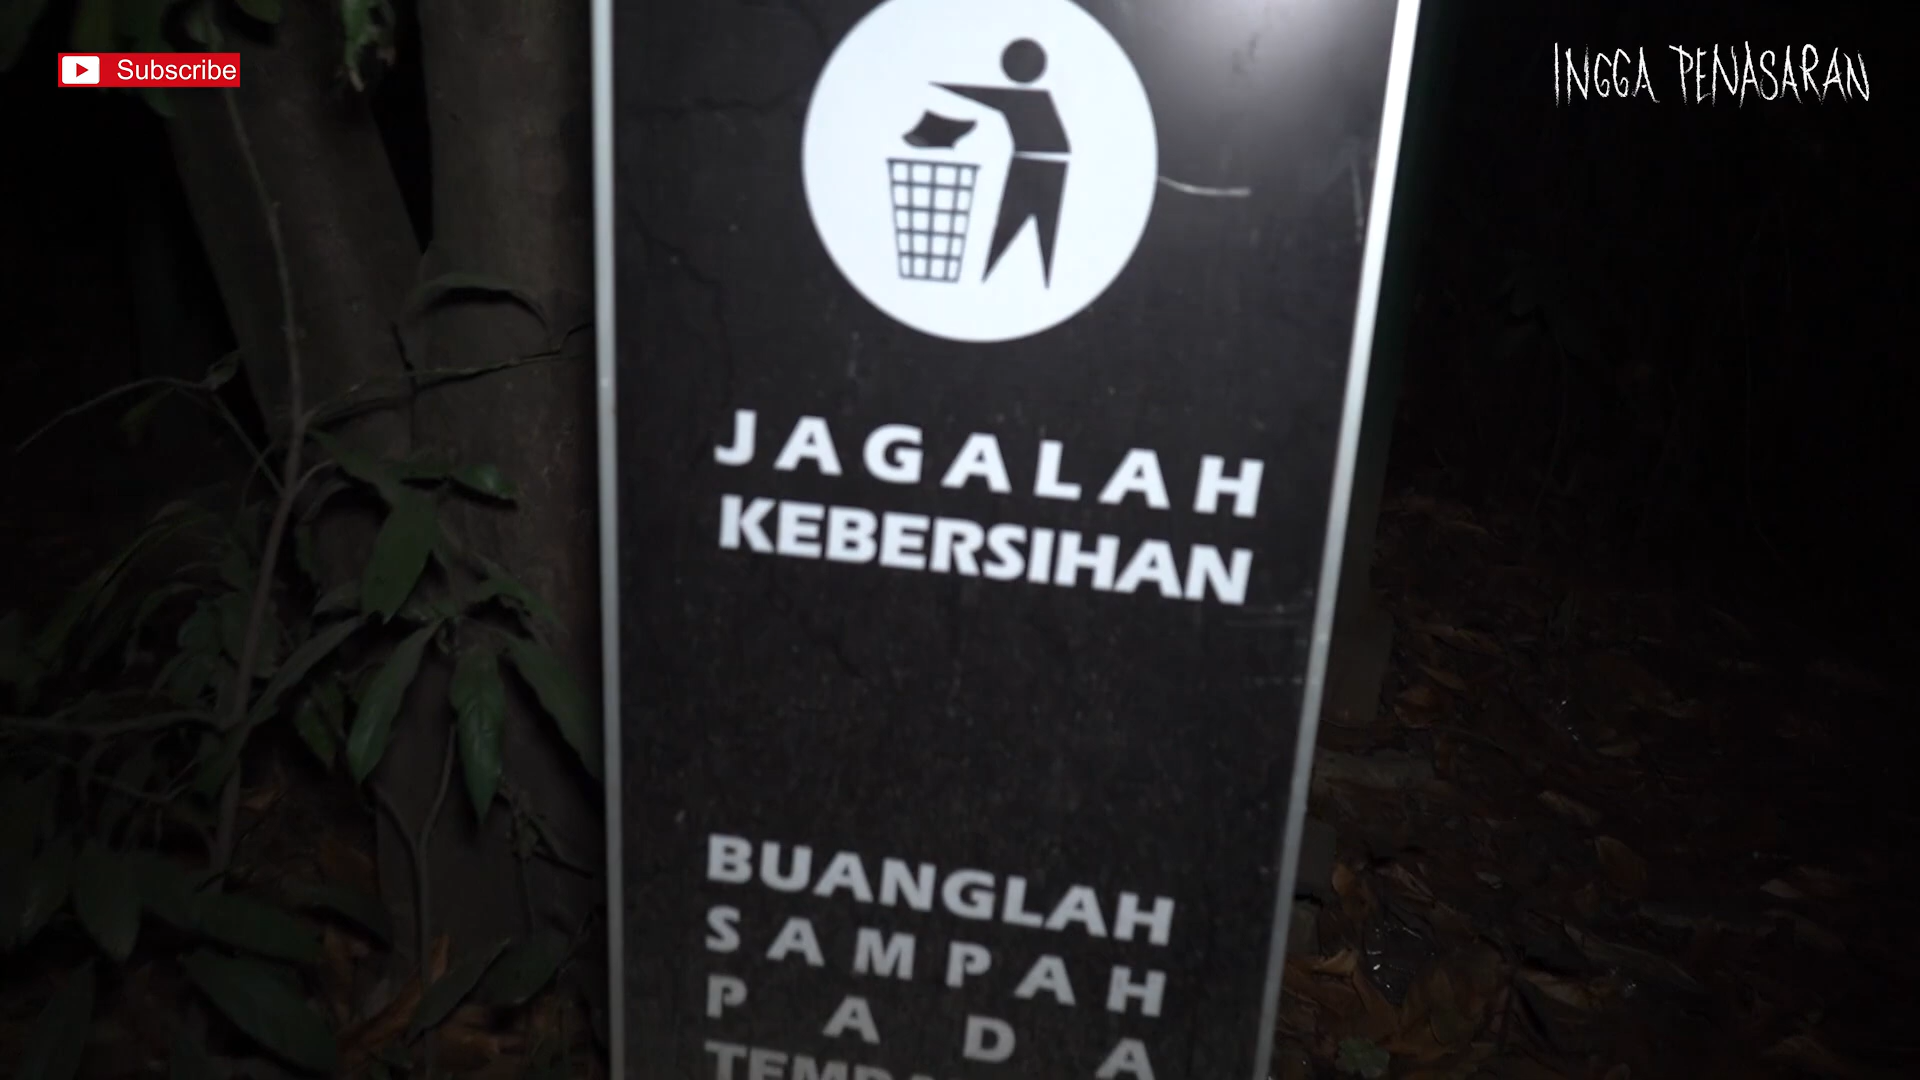 Subscribe
INGGA PENASARAN
JAGALAH
KEBERSIHAN
BUANGLAH
SAMPAH
PADA